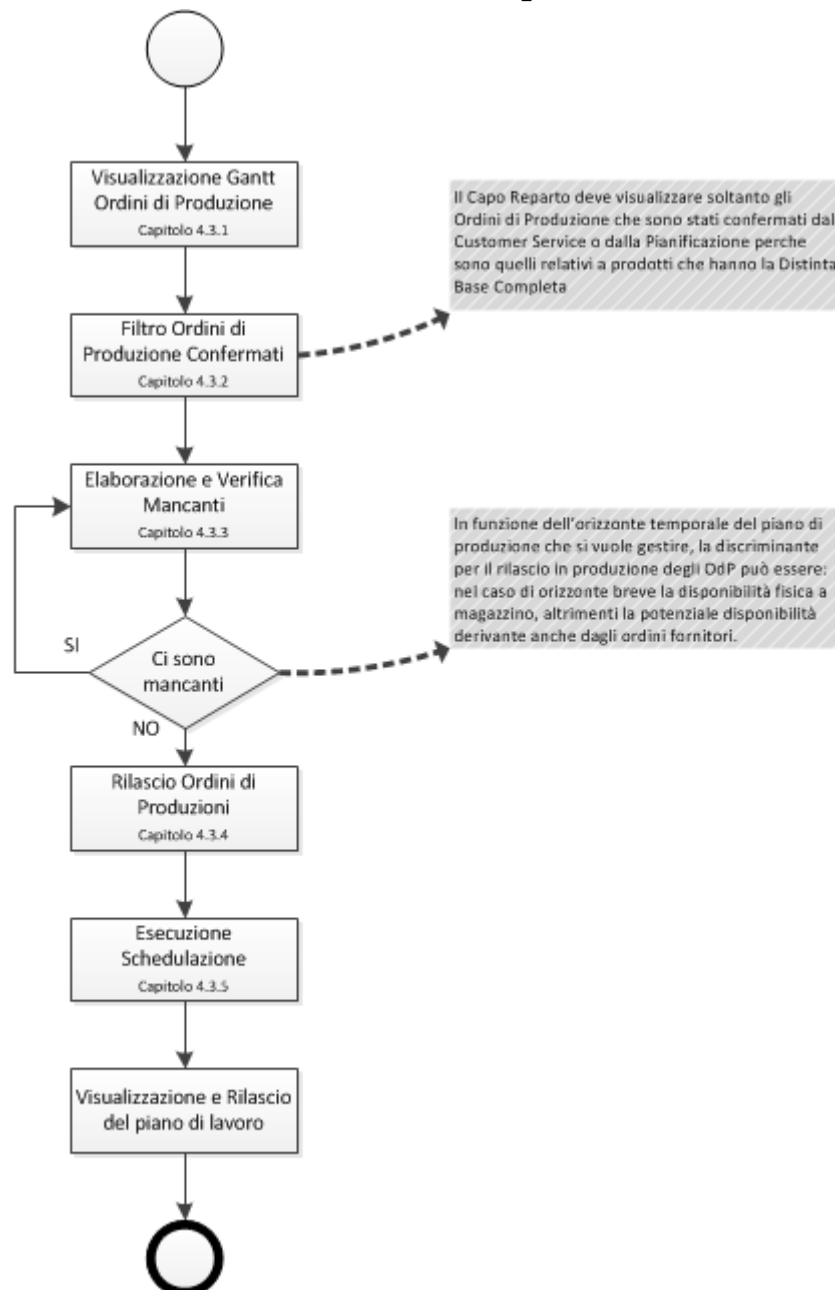 Visualizzazione Gantt
Ordini di Produzione
Capitolo 4.3.1
Il Capo Reparto deve visualizzare soltanto gli
Ordini di Produzione che sono stati confermati dal
Customer Service o dalla Pianificazione perche
sono quelli relativi a prodotti che hanno la Distinta
Base Completa
Filtro Ordini di
Produzione Confermati
Capitolo 4.3.2
Elaborazione e Verifica
Mancanti
Capitolo 4.3.3
In funzione dell'orizzonte temporale del piano di
produzione che si vuole gestire, la discriminante
per il rilascio in produzione degli OdP può essere:
nel caso di orizzonte breve la disponibilità fisica a
magazzino, altrimenti la potenziale disponibilità
derivante anche dagli ordini fornitori.
SI
Ci sono
mancanti
NO
Rilascio Ordini di
Produzioni
Capitolo 4.3.4
Esecuzione
Schedulazione
Capitolo 4.3.5
Visualizzazione e Rilascio
del piano di lavoro